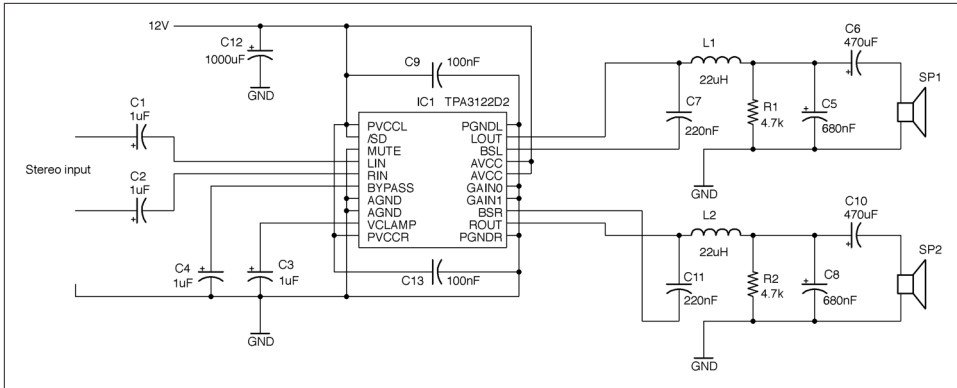 12V
C12
1000uF
GND
C9
100nF
IC1 TPA3122D2
C1
1uF
C2
1uF
Stereo input
PVCCL
/SD
MUTE
LIN
RIN
BYPASS
AGND
AGND
VCLAMP
PVCCR
PGNDL
LOUT
BSL
AVCC
AVCC
GAIN0
GAIN1
BSR
ROUT
PGNDR
C4
1uF
C3
1uF
C13
100nF
GND
L1
22uH
C6
470uF
C7
220nF
R1
4.7k
C5
680nF
SP1
GND
L2
22uH
C10
470uF
C11
220nF
R2
4.7k
C8
680nF
SP2
GND